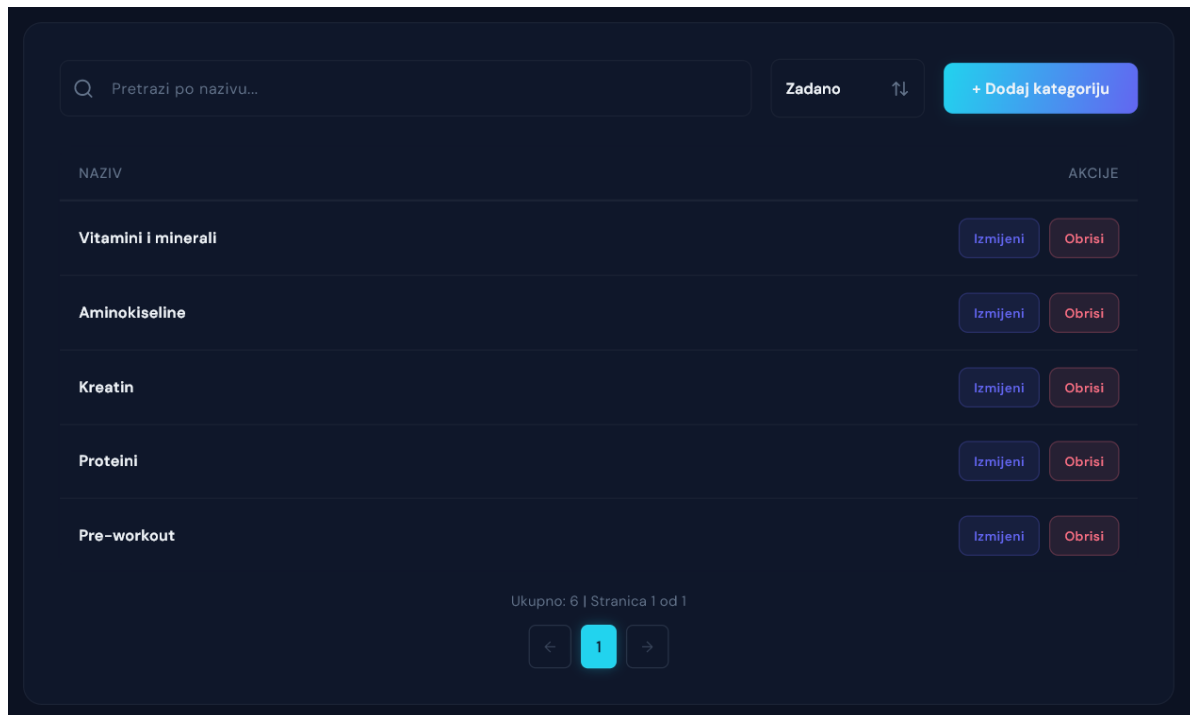 Pretrazi po nazivu...
Zadano
+ Dodaj kategoriju
NAZIV
AKCIJE
Vitamini i minerali
Izmijeni
Obrisi
Aminokiseline
Izmijeni
Obrisi
Kreatin
Izmijeni
Obrisi
Proteini
Izmijeni
Obrisi
Pre-workout
Izmijeni
Obrisi
Ukupno: 6 | Stranica 1 od 1
← 1 →